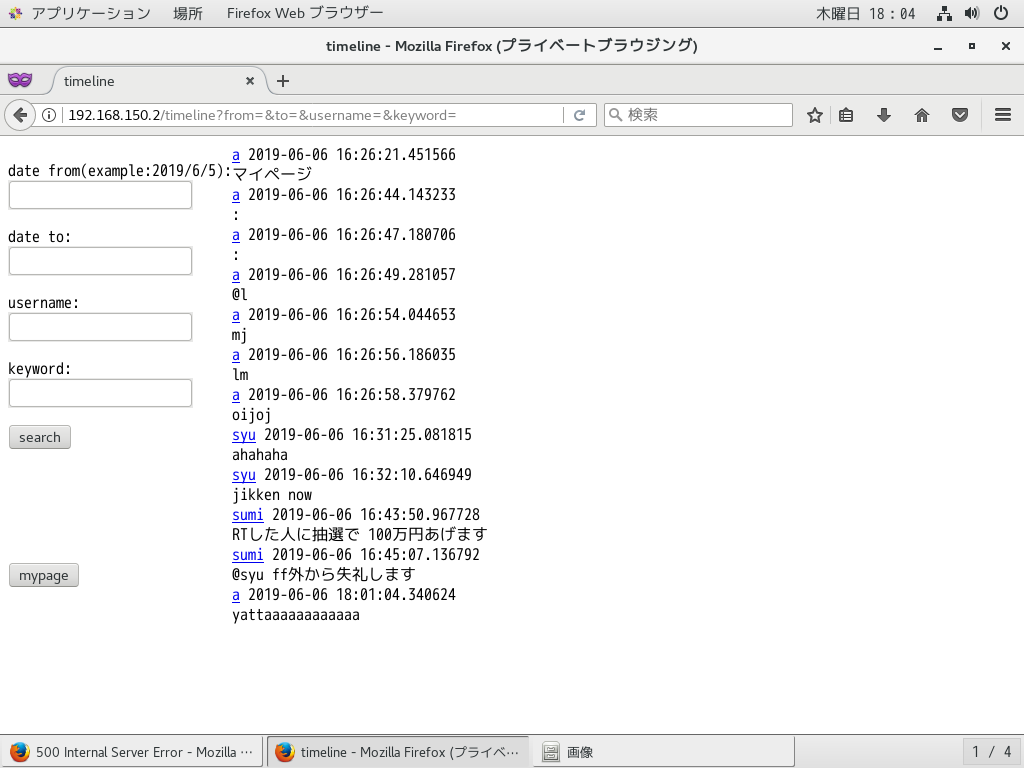 アプリケーション 場所 Firefox Web ブラウザー 木曜日 18:04
timeline - Mozilla Firefox (プライベートブラウジング)
timeline
192.168.150.2/timeline?from=&to=&username=&keyword=
検索
date from(example:2019/6/5):
date to:
username:
keyword:
search
mypage
a 2019-06-06 16:26:21.451566
マイページ
a 2019-06-06 16:26:44.143233
:
a 2019-06-06 16:26:47.180706
:
a 2019-06-06 16:26:49.281057
@l
a 2019-06-06 16:26:54.044653
mj
a 2019-06-06 16:26:56.186035
lm
a 2019-06-06 16:26:58.379762
oijoj
syu 2019-06-06 16:31:25.081815
ahahaha
syu 2019-06-06 16:32:10.646949
jikken now
sumi 2019-06-06 16:43:50.967728
RTした人に抽選で 100万円あげます
sumi 2019-06-06 16:45:07.136792
@syu ff外から失礼します
a 2019-06-06 18:01:04.340624
yattaaaaaaaaaaaa
500 Internal Server Error - Mozilla …
timeline - Mozilla Firefox (プライベ…
画像
1 / 4